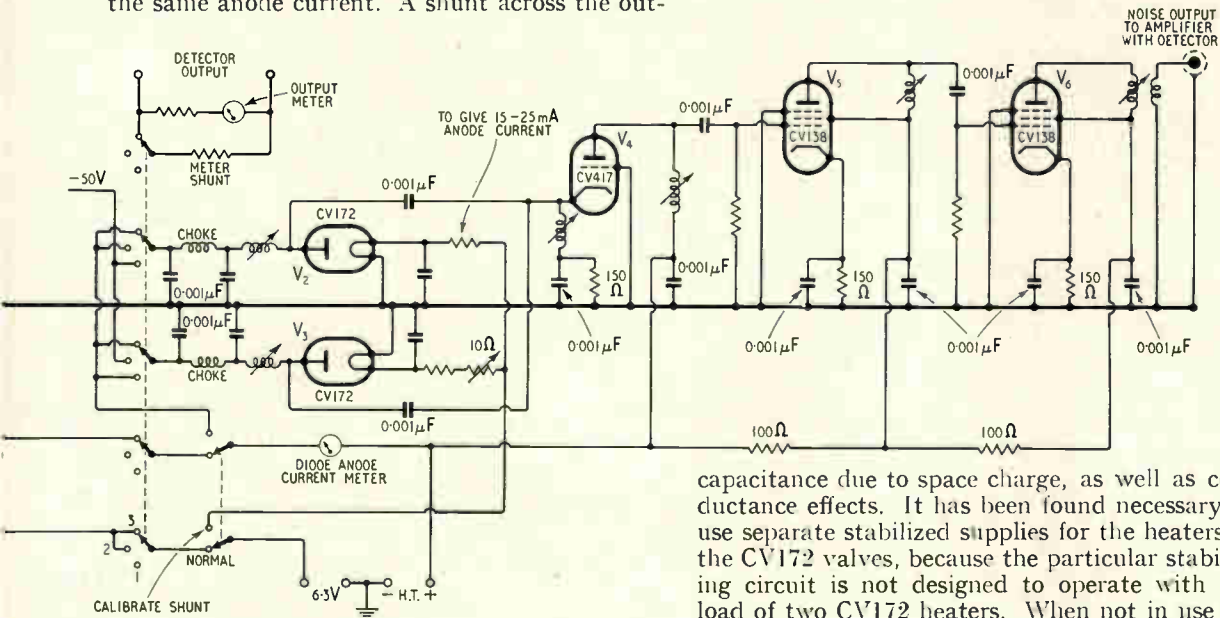 the same anode current. A shunt across the out-
NOISE OUTPUT
TO AMPLIFIER
WITH DETECTOR
DETECTOR
OUTPUT
OUTPUT
METER
METER
SHUNT
TO GIVE 15-25mA
ANODE CURRENT
-50V
CHOKE
0·001μF
0·001μF
CV172
V2
0·001μF
V3
CHOKE
CV172
10Ω
0·001μF
V4
CV417
150
Ω
0·001μF
0·001μF
0·001μF
V5
CV138
150
Ω
0·001μF
0·001μF
V6
CV138
150
Ω
0·001μF
0·001μF
100Ω
100Ω
DIODE ANODE
CURRENT METER
3
2
1
NORMAL
CALIBRATE SHUNT
6·3V
- H.T. +
capacitance due to space charge, as well as c
ductance effects. It has been found necessary
use separate stabilized supplies for the heaters
the CV172 valves, because the particular stabi
ing circuit is not designed to operate with
load of two CV172 heaters. When not in use